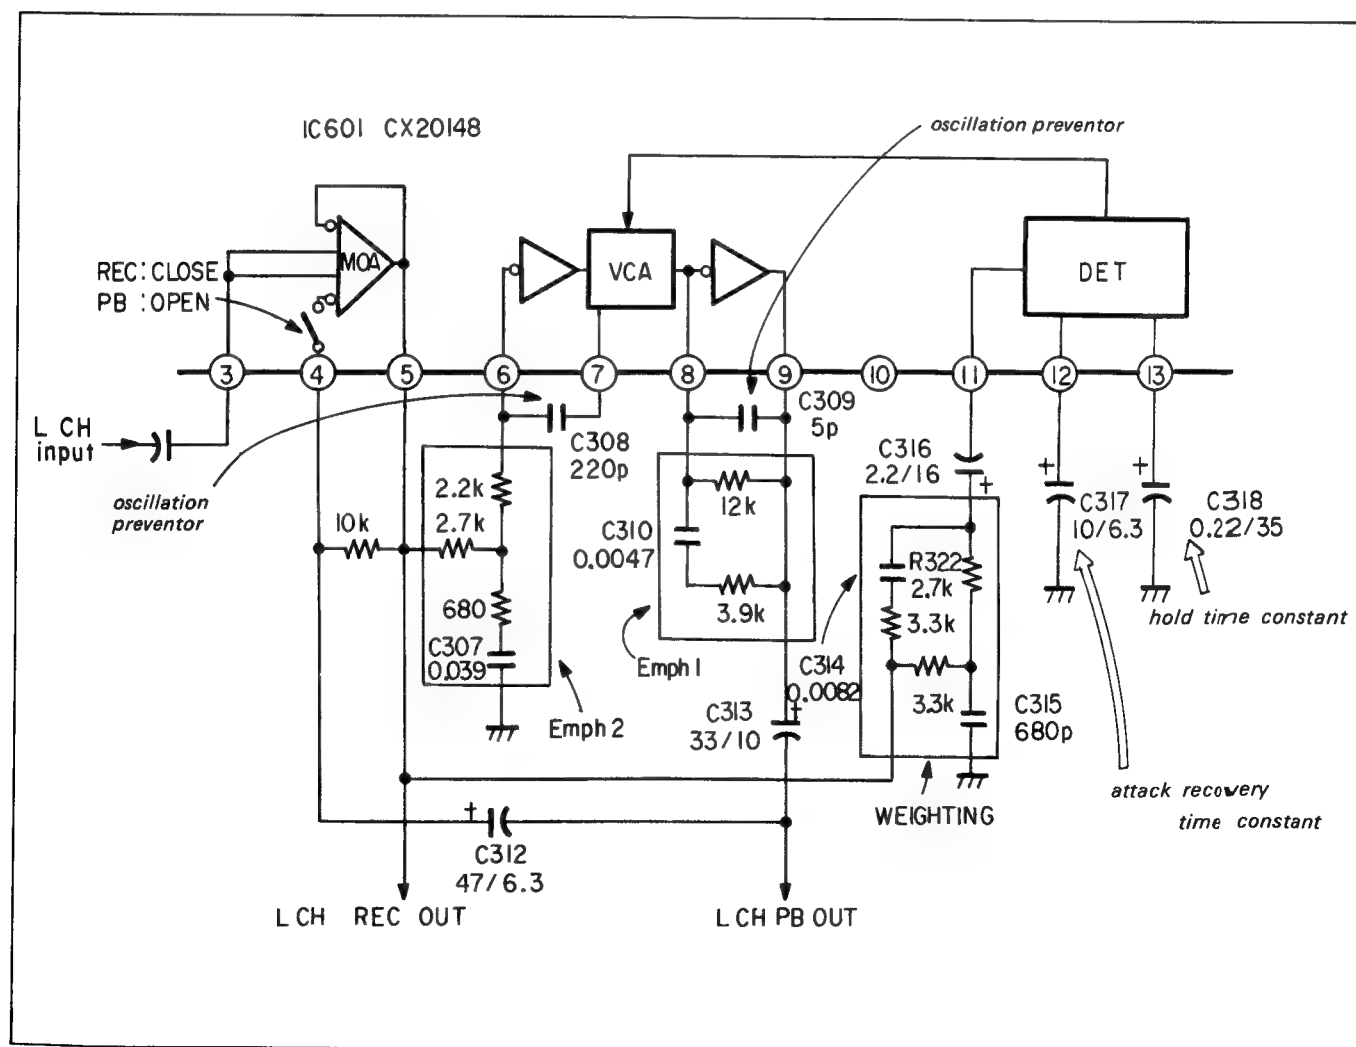 IC601 CX20148
oscillation preventor
MOA
REC:CLOSE
PB :OPEN
VCA
DET
3
4
5
6
7
8
9
10
11
12
13
L CH
input
oscillation
preventor
C308
220p
C309
5p
C316
2.2/16
+
+
C317
10/6.3
+
C318
0.22/35
2.2k
10k
2.7k
680
C307
0.039
Emph 2
C310
0.0047
12k
3.9k
Emph 1
C313
33/10
+
R322
2.7k
3.3k
3.3k
C314
0.0082
C315
680p
WEIGHTING
hold time constant
attack recovery
time constant
+
C312
47/6.3
L CH REC OUT
L CH PB OUT